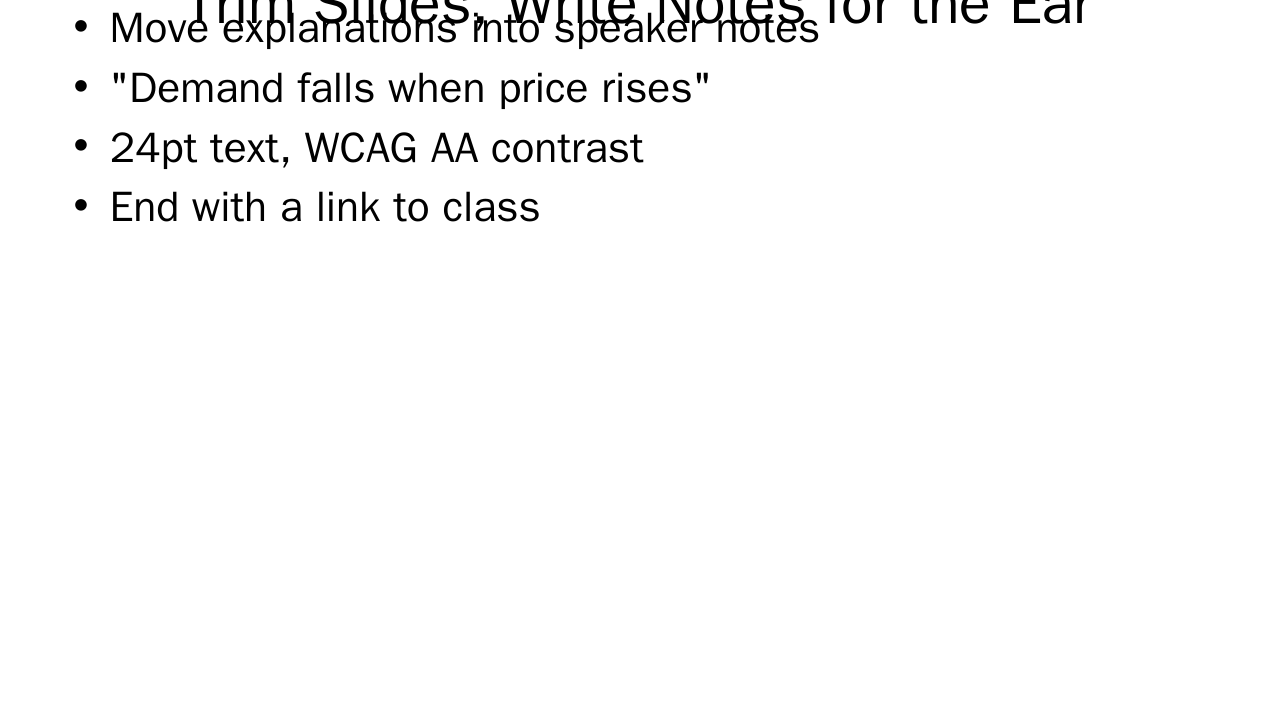 Trim Slides, Write Notes for the Ear
• Move explanations into speaker notes
• "Demand falls when price rises"
• 24pt text, WCAG AA contrast
• End with a link to class